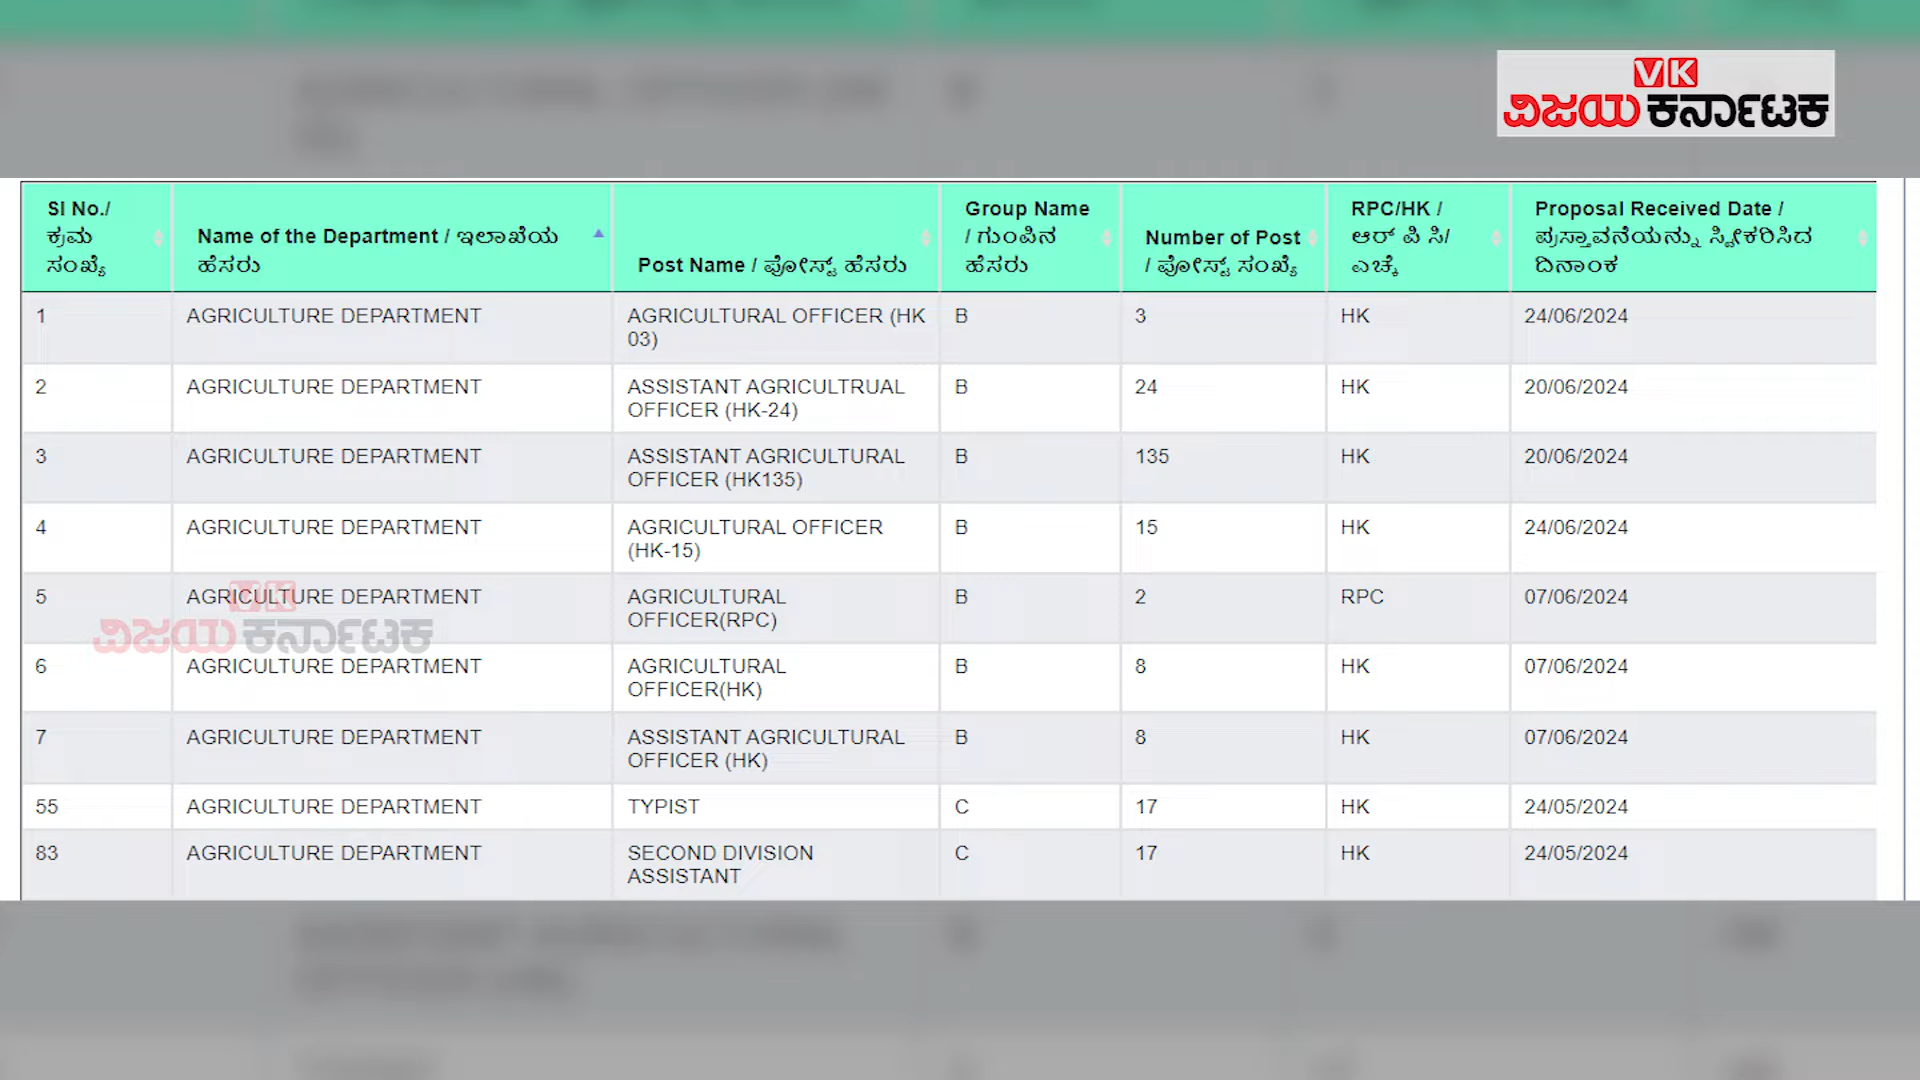 VK
ವಿಜಯ ಕರ್ನಾಟಕ
Sl No./ ಕ್ರಮ ಸಂಖ್ಯೆ
Name of the Department / ಇಲಾಖೆಯ ಹೆಸರು
Post Name / ಪೋಸ್ಟ್ ಹೆಸರು
Group Name / ಗುಂಪಿನ ಹೆಸರು
Number of Post / ಪೋಸ್ಟ್ ಸಂಖ್ಯೆ
RPC/HK / ಆರ್ ಪಿ ಸಿ/ ಎಚ್ಕೆ
Proposal Received Date / ಪ್ರಸ್ತಾವನೆಯನ್ನು ಸ್ವೀಕರಿಸಿದ ದಿನಾಂಕ
1 AGRICULTURE DEPARTMENT AGRICULTURAL OFFICER (HK 03) B 3 HK 24/06/2024
2 AGRICULTURE DEPARTMENT ASSISTANT AGRICULTRUAL OFFICER (HK-24) B 24 HK 20/06/2024
3 AGRICULTURE DEPARTMENT ASSISTANT AGRICULTURAL OFFICER (HK135) B 135 HK 20/06/2024
4 AGRICULTURE DEPARTMENT AGRICULTURAL OFFICER (HK-15) B 15 HK 24/06/2024
5 AGRICULTURE DEPARTMENT AGRICULTURAL OFFICER(RPC) B 2 RPC 07/06/2024
VK
ವಿಜಯ ಕರ್ನಾಟಕ
6 AGRICULTURE DEPARTMENT AGRICULTURAL OFFICER(HK) B 8 HK 07/06/2024
7 AGRICULTURE DEPARTMENT ASSISTANT AGRICULTURAL OFFICER (HK) B 8 HK 07/06/2024
55 AGRICULTURE DEPARTMENT TYPIST C 17 HK 24/05/2024
83 AGRICULTURE DEPARTMENT SECOND DIVISION ASSISTANT C 17 HK 24/05/2024